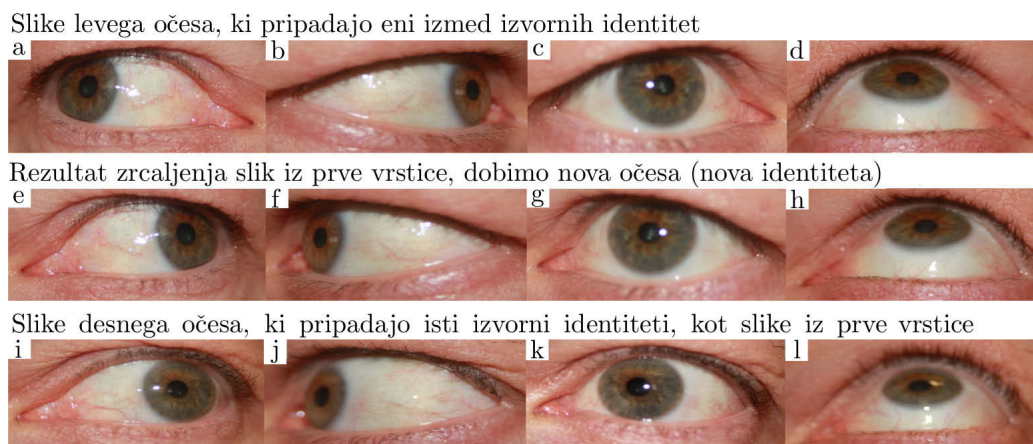 Slike levega očesa, ki pripadajo eni izmed izvornih identitet
a b c d
Rezultat zrcaljenja slik iz prve vrstice, dobimo nova očesa (nova identiteta)
e f g h
Slike desnega očesa, ki pripadajo isti izvorni identiteti, kot slike iz prve vrstice
i j k l